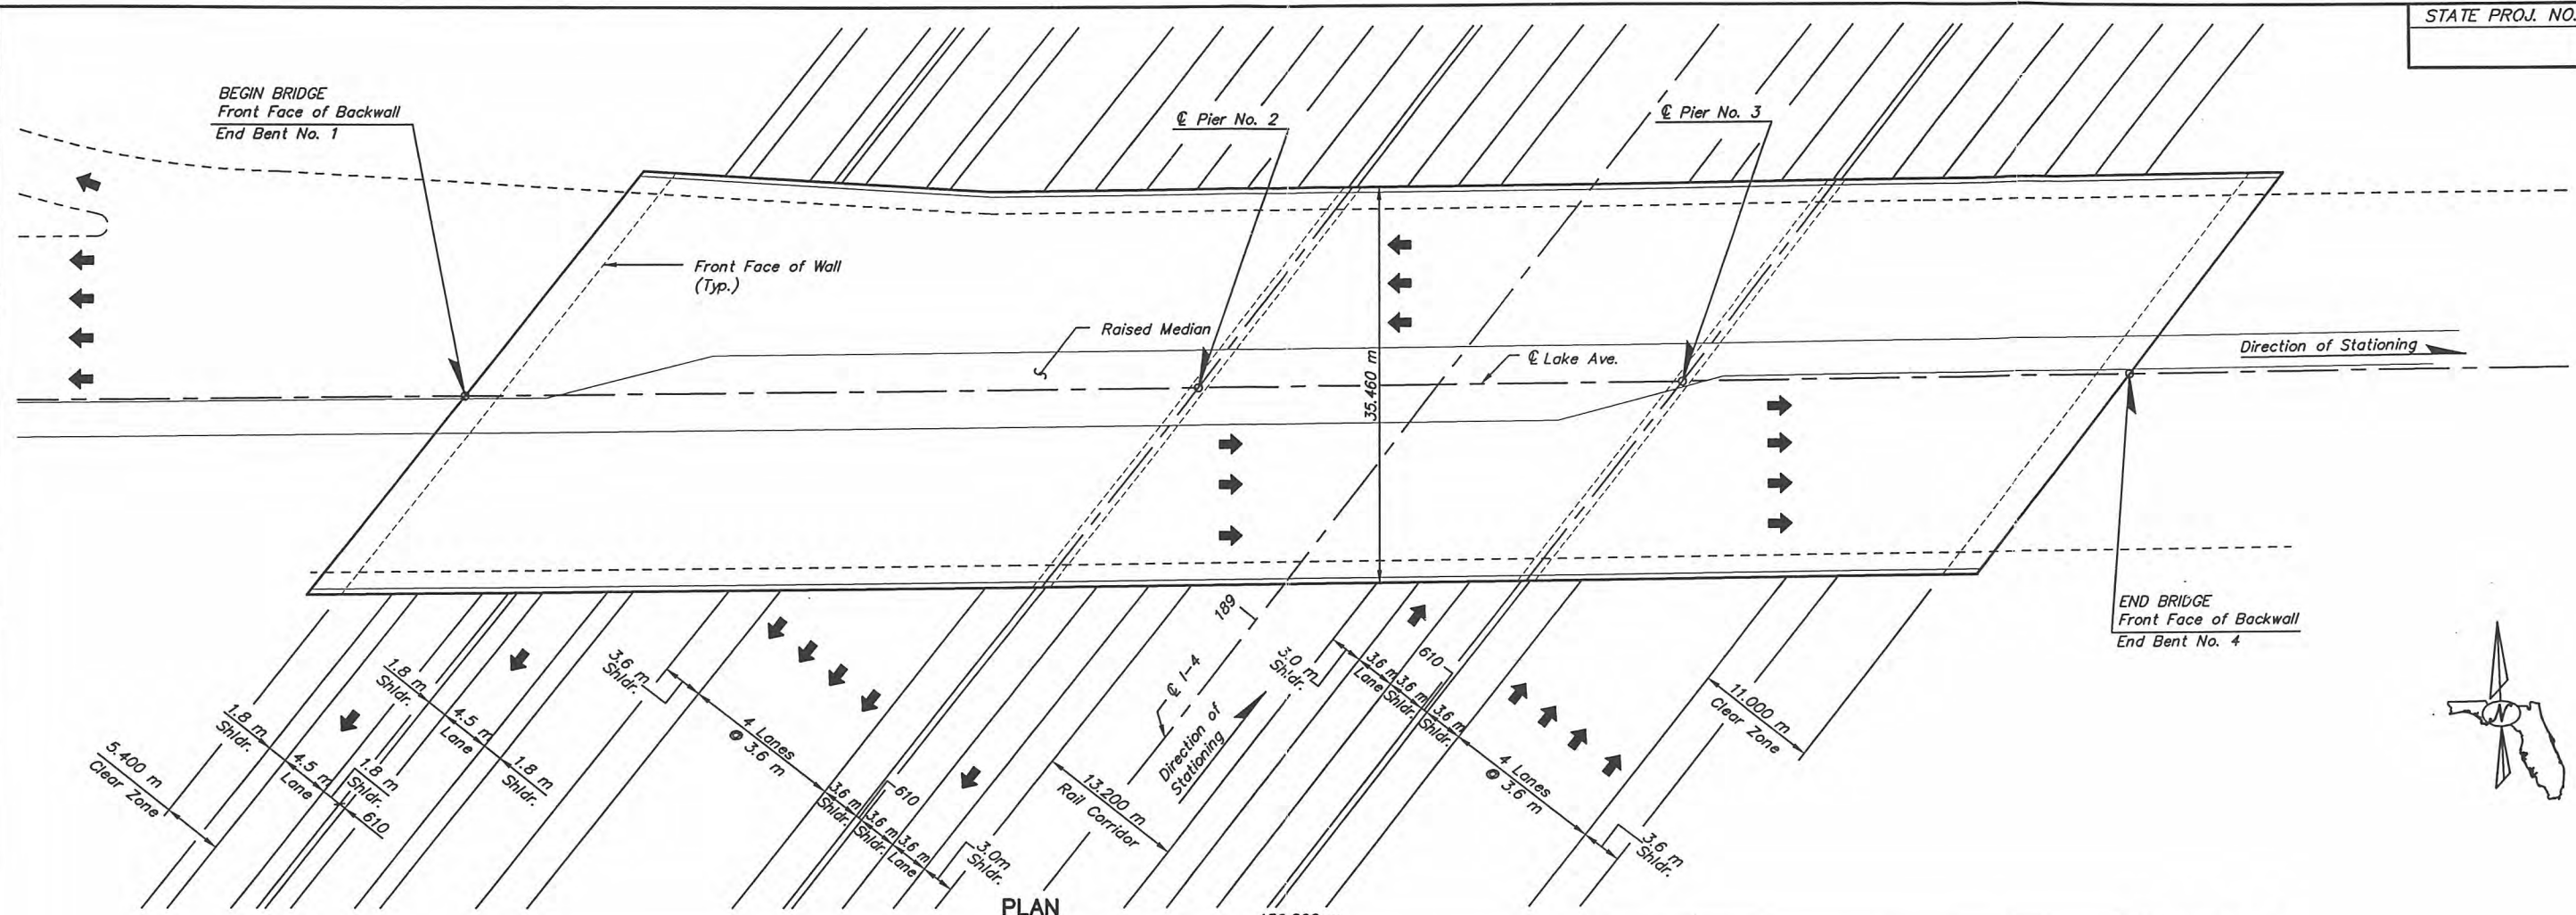 STATE PROJ. NO.
BEGIN BRIDGE
Front Face of Backwall
End Bent No. 1
℄ Pier No. 2
℄ Pier No. 3
Front Face of Wall
(Typ.)
Raised Median
℄ Lake Ave.
Direction of Stationing
35.460 m
END BRIDGE
Front Face of Backwall
End Bent No. 4
5.400 m
Clear Zone
1.8 m
Shldr.
4.5 m
Lane
1.8 m
Shldr.
610
1.8 m
Shldr.
4.5 m
Lane
1.8 m
Shldr.
3.6 m
Shldr.
4 Lanes
@ 3.6 m
3.6 m
Shldr.
610
3.6 m
Shldr.
3.6 m
Lane
3.0m
Shldr.
13.200 m
Rail Corridor
189
℄ I-4
Direction of
Stationing
3.0 m
Shldr.
3.6 m
Lane
3.6 m
Shldr.
610
3.6 m
Shldr.
4 Lanes
@ 3.6 m
3.6 m
Shldr.
11.000 m
Clear Zone
N
PLAN